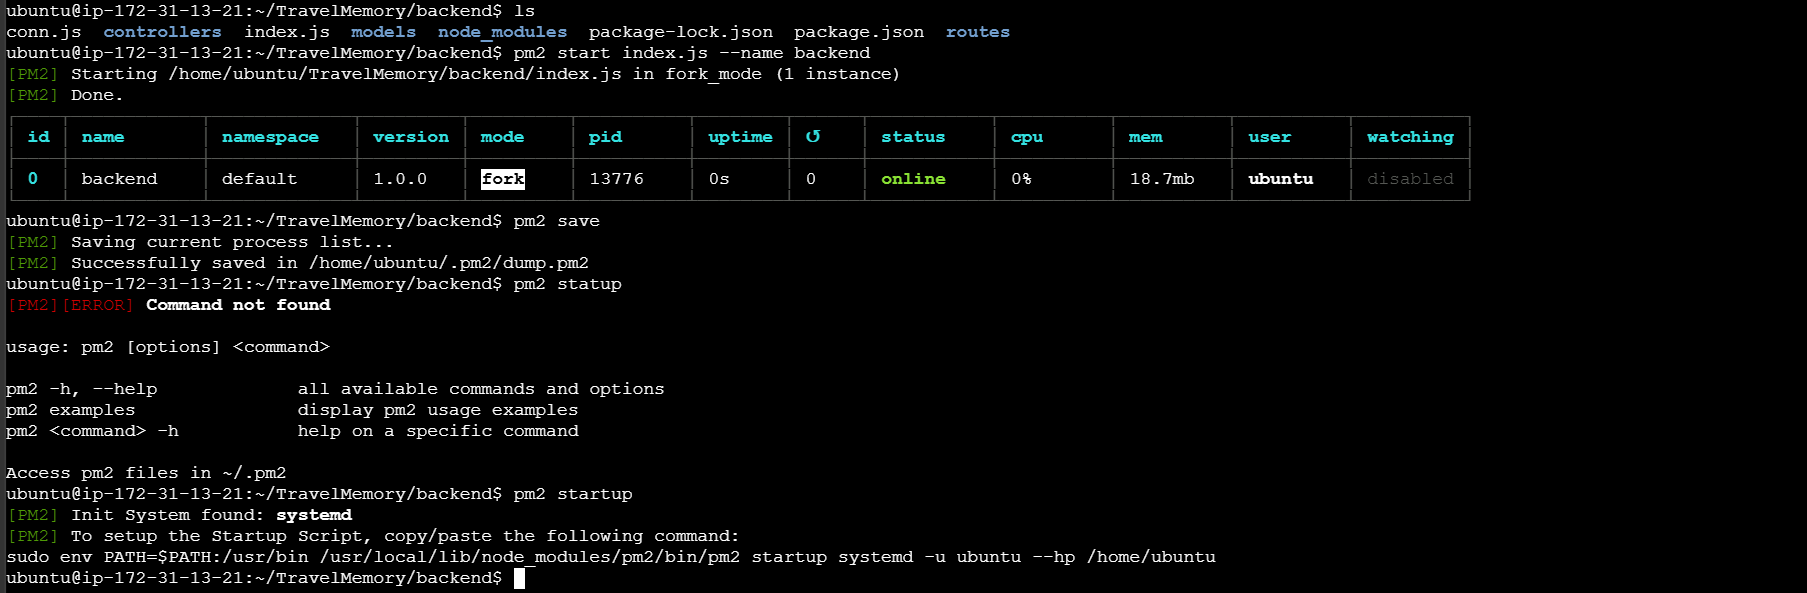 ubuntu@ip-172-31-13-21:~/TravelMemory/backend$ ls
conn.js  controllers  index.js  models  node_modules  package-lock.json  package.json  routes
ubuntu@ip-172-31-13-21:~/TravelMemory/backend$ pm2 start index.js --name backend
[PM2] Starting /home/ubuntu/TravelMemory/backend/index.js in fork_mode (1 instance)
[PM2] Done.
id name namespace version mode pid uptime ↺ status cpu mem user watching
0 backend default 1.0.0 fork 13776 0s 0 online 0% 18.7mb ubuntu disabled
ubuntu@ip-172-31-13-21:~/TravelMemory/backend$ pm2 save
[PM2] Saving current process list...
[PM2] Successfully saved in /home/ubuntu/.pm2/dump.pm2
ubuntu@ip-172-31-13-21:~/TravelMemory/backend$ pm2 statup
[PM2][ERROR] Command not found
usage: pm2 [options] <command>
pm2 -h, --help             all available commands and options
pm2 examples               display pm2 usage examples
pm2 <command> -h           help on a specific command
Access pm2 files in ~/.pm2
ubuntu@ip-172-31-13-21:~/TravelMemory/backend$ pm2 startup
[PM2] Init System found: systemd
[PM2] To setup the Startup Script, copy/paste the following command:
sudo env PATH=$PATH:/usr/bin /usr/local/lib/node_modules/pm2/bin/pm2 startup systemd -u ubuntu --hp /home/ubuntu
ubuntu@ip-172-31-13-21:~/TravelMemory/backend$